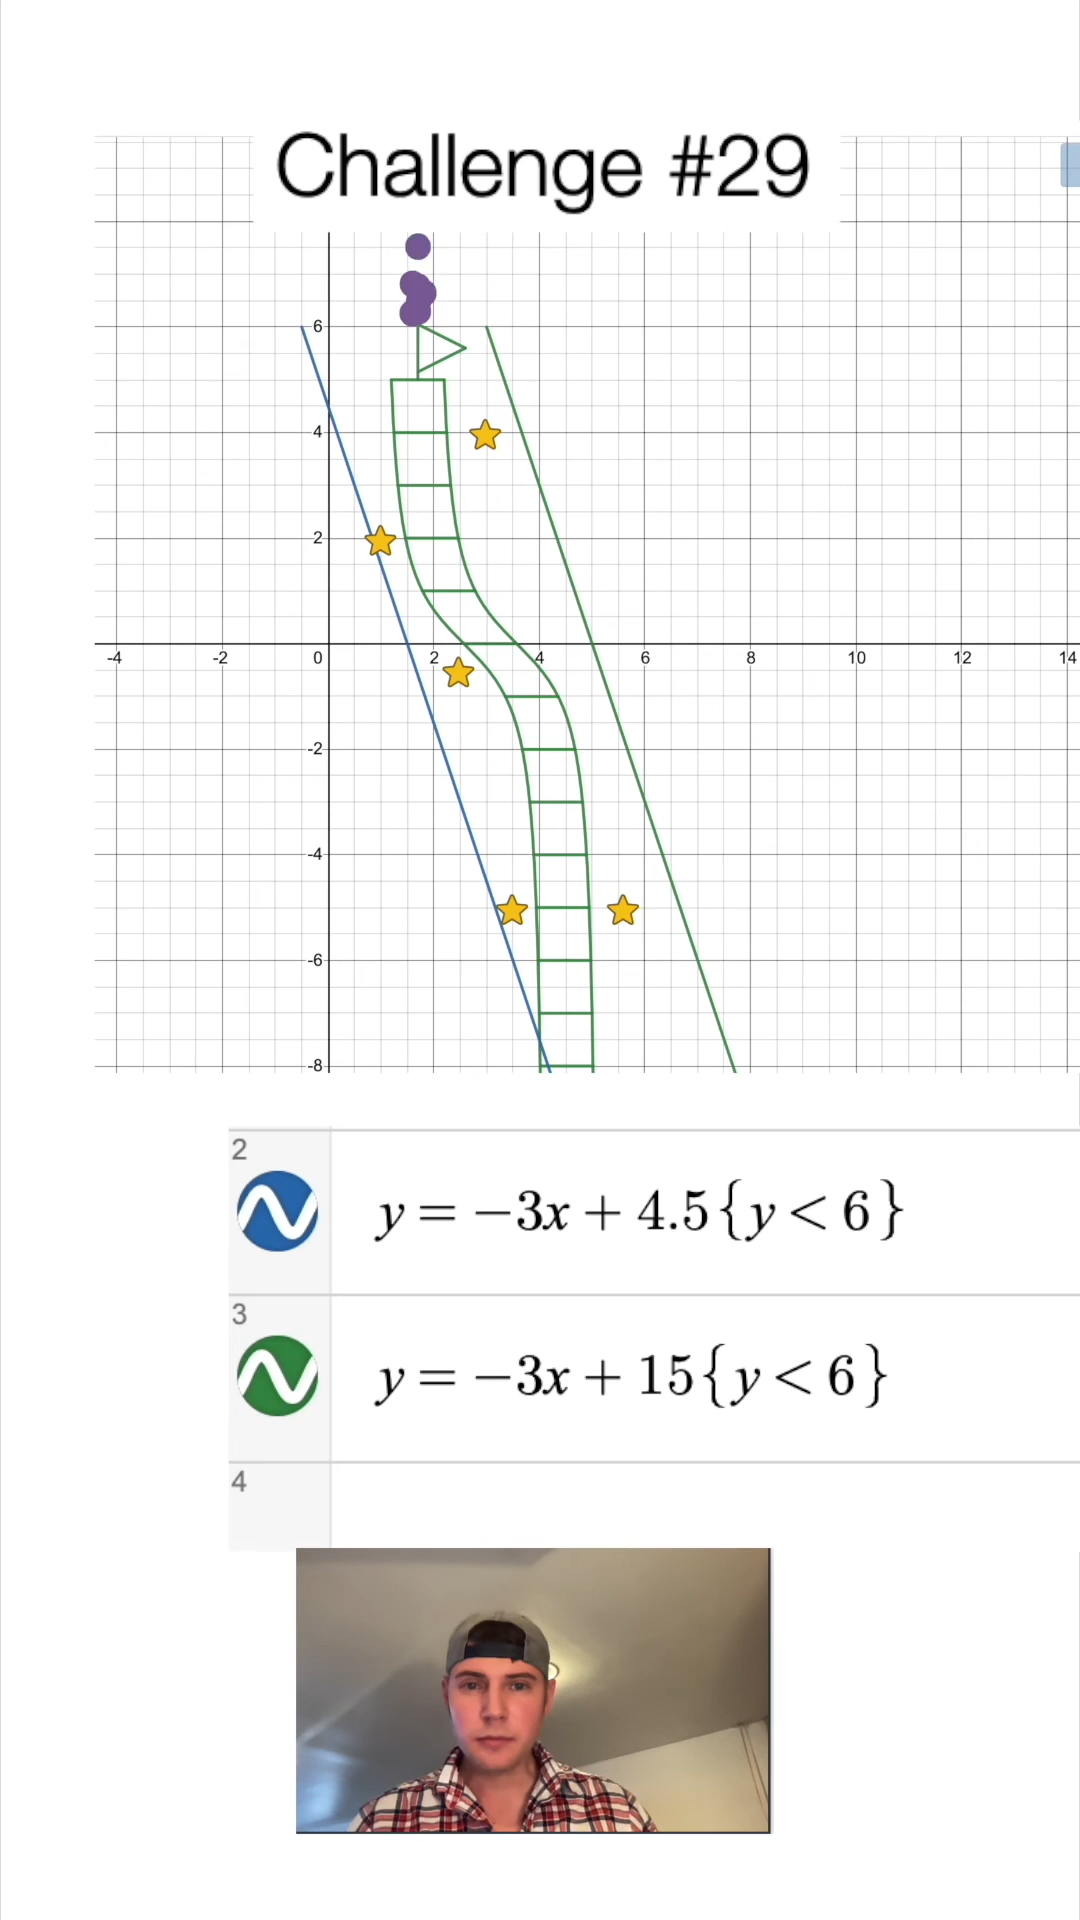 Challenge #29
6
4
2
-4 -2 0 2 4 6 8 10 12 14
-2
-4
-6
-8
2
y = −3x + 4.5{y < 6}
3
y = −3x + 15{y < 6}
4